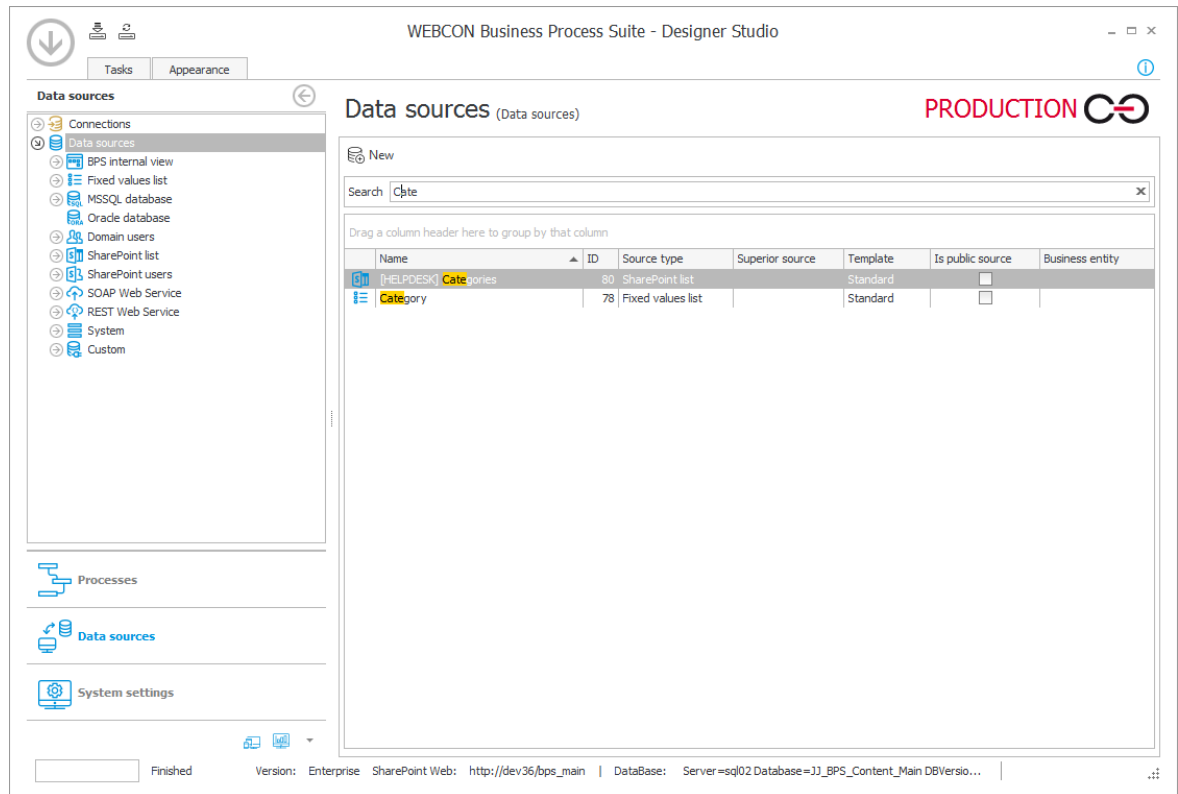 WEBCON Business Process Suite - Designer Studio
Tasks Appearance
Data sources
Connections
Data sources
BPS internal view
Fixed values list
MSSQL database
Oracle database
Domain users
SharePoint list
SharePoint users
SOAP Web Service
REST Web Service
System
Custom
Processes
Data sources
System settings
Data sources (Data sources)
PRODUCTION
New
Search Cate
Drag a column header here to group by that column
Name ID Source type Superior source Template Is public source Business entity
[HELPDESK] Categories 80 SharePoint list Standard
Category 78 Fixed values list Standard
Finished Version: Enterprise SharePoint Web: http://dev36/bps_main | DataBase: Server=sql02 Database=JJ_BPS_Content_Main DBVersio...